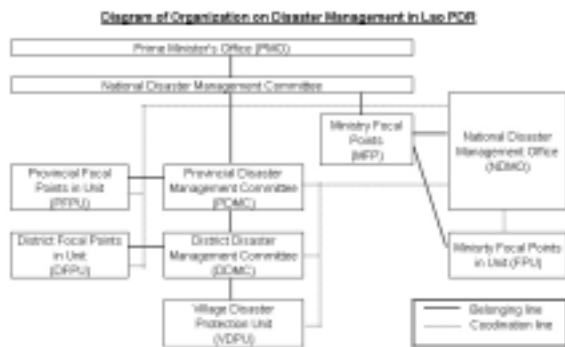 Diagram of Organization on Disaster Management in Lao PDR
Prime Minister's Office (PMO)
National Disaster Management Committee
Ministry Focal
Points
(MFP)
National Disaster
Management Office
(NDMO)
Provincial Focal
Points in Unit
(PFPU)
Provincial Disaster
Management Committee
(PDMC)
District Focal Points
in Unit
(DFPU)
District Disaster
Management Committee
(DDMC)
Minisrty Focal Points
in Unit (FPU)
Village Disaster
Protection Unit
(VDPU)
Belonging line
Coodination line